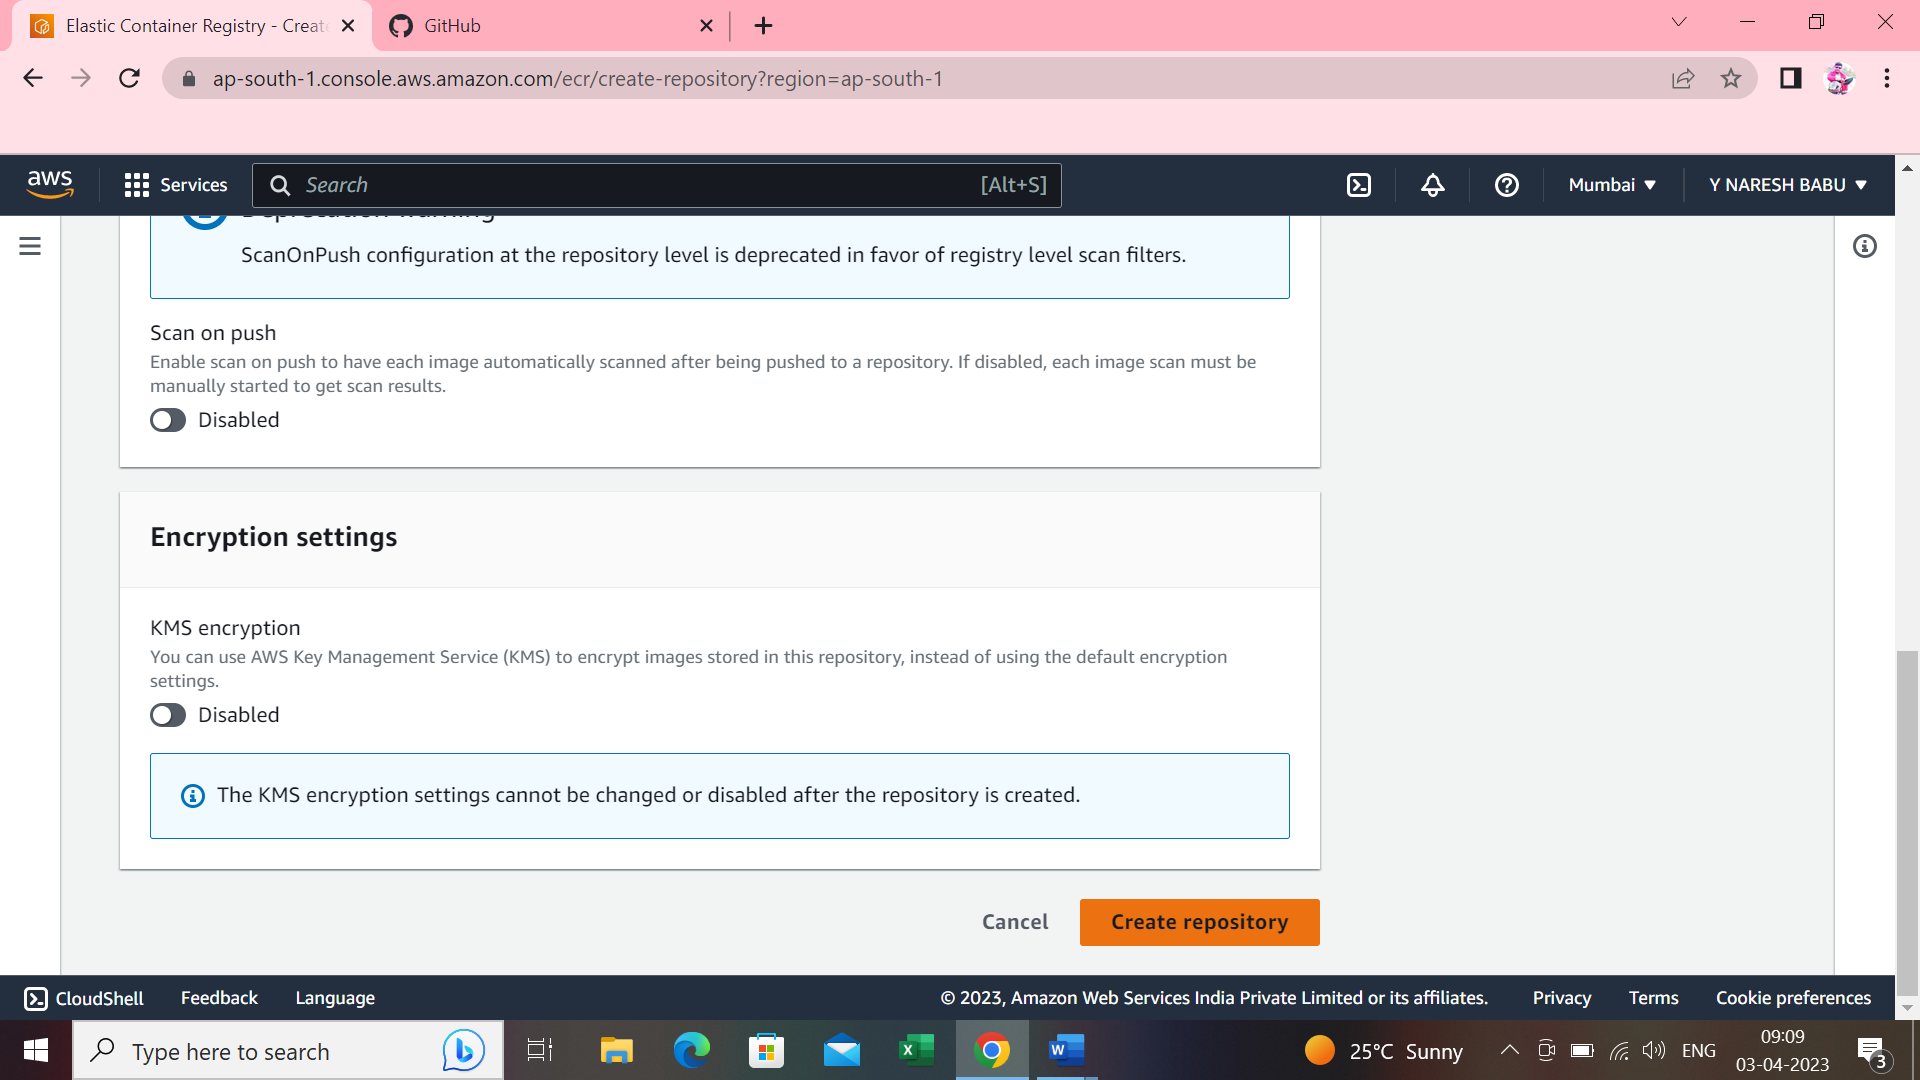 Elastic Container Registry - Creat
GitHub
ap-south-1.console.aws.amazon.com/ecr/create-repository?region=ap-south-1
aws
Services
Search
[Alt+S]
Mumbai
Y NARESH BABU
ScanOnPush configuration at the repository level is deprecated in favor of registry level scan filters.
Scan on push
Enable scan on push to have each image automatically scanned after being pushed to a repository. If disabled, each image scan must be
manually started to get scan results.
Disabled
Encryption settings
KMS encryption
You can use AWS Key Management Service (KMS) to encrypt images stored in this repository, instead of using the default encryption
settings.
Disabled
The KMS encryption settings cannot be changed or disabled after the repository is created.
Cancel
Create repository
CloudShell
Feedback
Language
© 2023, Amazon Web Services India Private Limited or its affiliates.
Privacy
Terms
Cookie preferences
Type here to search
25°C Sunny
ENG
09:09
03-04-2023
3